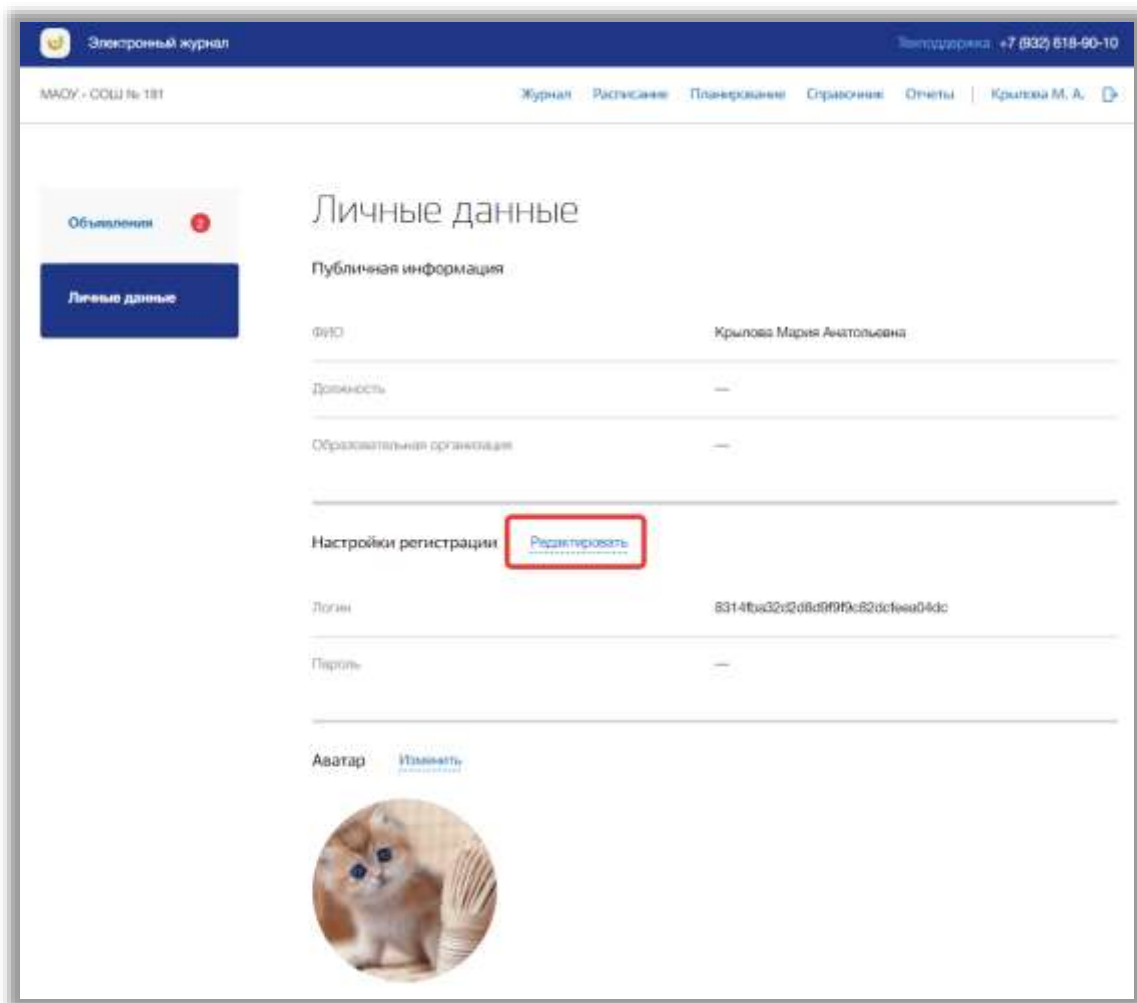 Электронный журнал
Техподдержка +7 (932) 618-90-10
МАОУ - СОШ № 181
Журнал Расписание Планирование Справочник Отчеты Крылова М. А.
Объявления 2
Личные данные
Личные данные
Публичная информация
ФИО Крылова Мария Анатольевна
Должность —
Образовательная организация —
Настройки регистрации Редактировать
Логин
Пароль —
Аватар Изменить